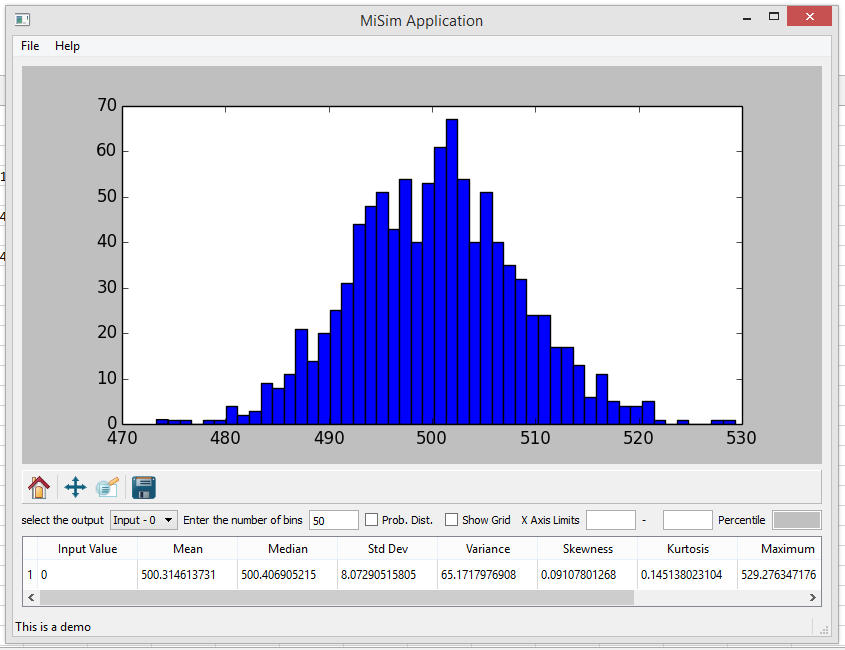 MiSim Application
File Help
70
60
50
40
30
20
10
0
470 480 490 500 510 520 530
select the output Input - 0 Enter the number of bins 50 Prob. Dist. Show Grid X Axis Limits - Percentile
Input Value Mean Median Std Dev Variance Skewness Kurtosis Maximum
1 0 500.314613731 500.406905215 8.07290515805 65.1717976908 0.09107801268 0.145138023104 529.276347176
This is a demo